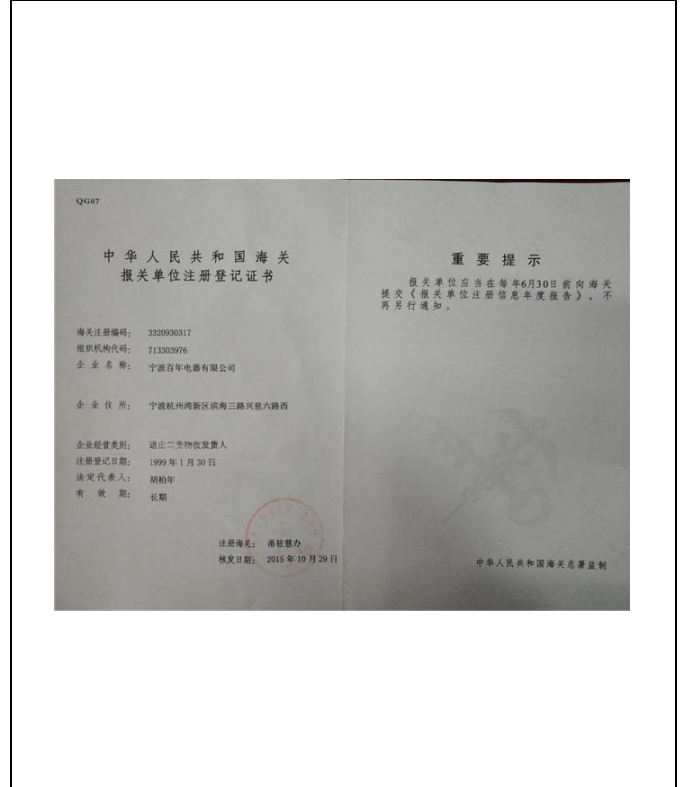 QG07
中华人民共和国海关
报关单位注册登记证书
海关注册编码: 3320930317
组织机构代码: 713303976
企业名称: 宁波百年电器有限公司
企业住所: 宁波杭州湾新区滨海三路兴慈六路西
企业经营类别: 进出口货物收发货人
注册登记日期: 1999年1月30日
法定代表人: 胡柏年
有效期: 长期
注册海关: 甬驻慈办
核发日期: 2015年10月29日
重要提示
报关单位应当在每年6月30日前向海关
提交《报关单位注册信息年度报告》,不
再另行通知。
中华人民共和国海关总署监制